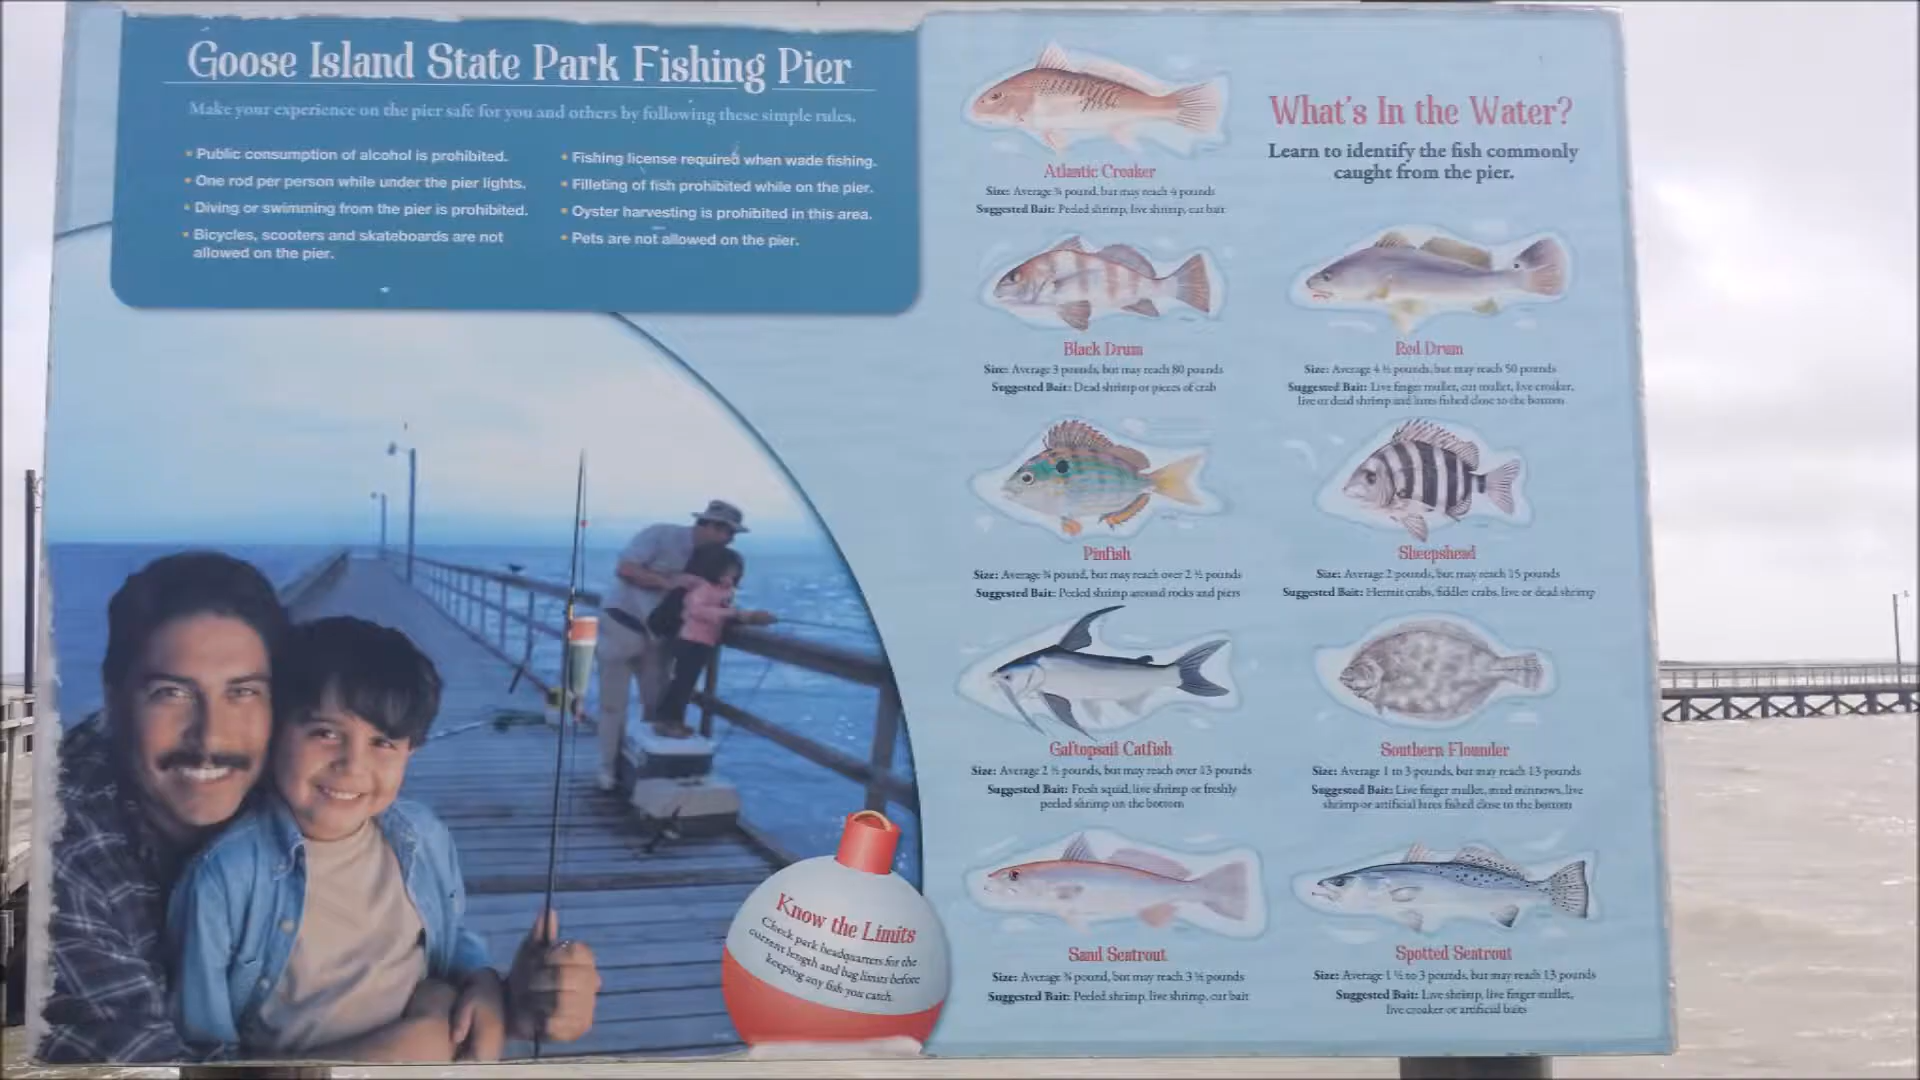 Goose Island State Park Fishing Pier
Make your experience on the pier safe for you and others by following these simple rules.
• Public consumption of alcohol is prohibited.
• One rod per person while under the pier lights.
• Diving or swimming from the pier is prohibited.
• Bicycles, scooters and skateboards are not
allowed on the pier.
• Fishing license required when wade fishing.
• Filleting of fish prohibited while on the pier.
• Oyster harvesting is prohibited in this area.
• Pets are not allowed on the pier.
What's In the Water?
Learn to identify the fish commonly
caught from the pier.
Atlantic Croaker
Size: Average ¾ pound, but may reach 4 pounds
Suggested Bait: Peeled shrimp, live shrimp, cut bait
Black Drum
Size: Average 3 pounds, but may reach 80 pounds
Suggested Bait: Dead shrimp or pieces of crab
Red Drum
Size: Average 4 ½ pounds, but may reach 50 pounds
Suggested Bait: Live finger mullet, cut mullet, live croaker,
live or dead shrimp and lures fished close to the bottom
Pinfish
Size: Average ¾ pound, but may reach over 2 ½ pounds
Suggested Bait: Peeled shrimp around rocks and piers
Sheepshead
Size: Average 2 pounds, but may reach 15 pounds
Suggested Bait: Hermit crabs, fiddler crabs, live or dead shrimp
Gaftopsail Catfish
Size: Average 2 ½ pounds, but may reach over 13 pounds
Suggested Bait: Fresh squid, live shrimp or freshly
peeled shrimp on the bottom
Southern Flounder
Size: Average 1 to 3 pounds, but may reach 13 pounds
Suggested Bait: Live finger mullet, mud minnows, live
shrimp or artificial lures fished close to the bottom
Sand Seatrout
Size: Average ¾ pound, but may reach 3 ½ pounds
Suggested Bait: Peeled shrimp, live shrimp, cut bait
Spotted Seatrout
Size: Average 1 ½ to 3 pounds, but may reach 13 pounds
Suggested Bait: Live shrimp, live finger mullet,
live croaker or artificial baits
Know the Limits
Check park headquarters for the
current length and bag limits before
keeping any fish you catch.